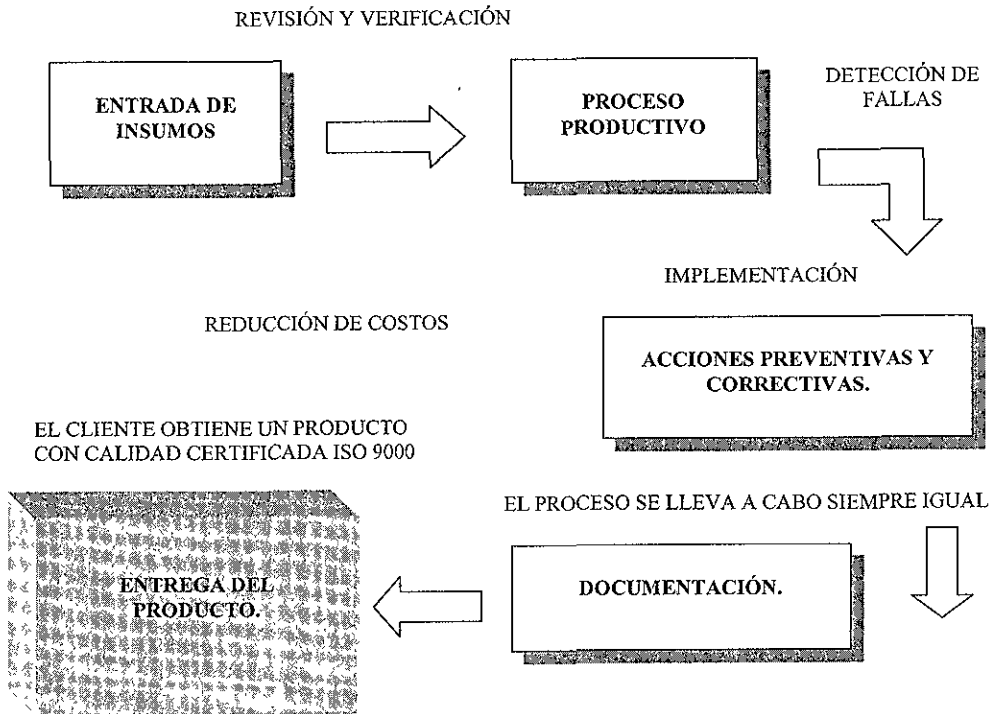 REVISIÓN Y VERIFICACIÓN
ENTRADA DE
INSUMOS
PROCESO
PRODUCTIVO
DETECCIÓN DE
FALLAS
IMPLEMENTACIÓN
REDUCCIÓN DE COSTOS
ACCIONES PREVENTIVAS Y
CORRECTIVAS.
EL CLIENTE OBTIENE UN PRODUCTO
CON CALIDAD CERTIFICADA ISO 9000
EL PROCESO SE LLEVA A CABO SIEMPRE IGUAL
DOCUMENTACIÓN.
ENTREGA DEL
PRODUCTO.